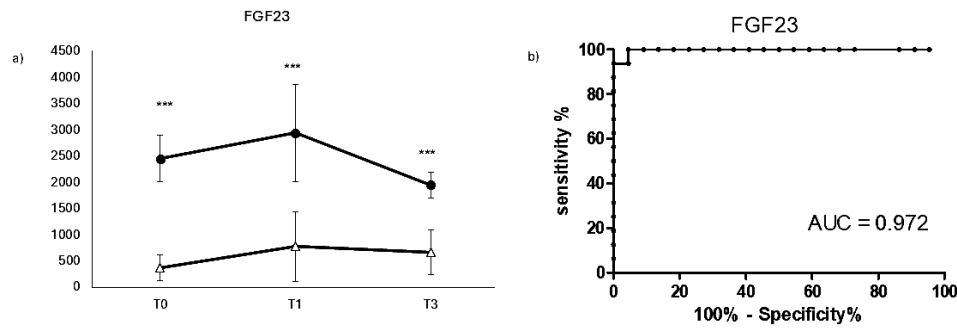 FGF23
a)
4500
4000
3500
3000
2500
2000
1500
1000
500
0
***
***
***
T0
T1
T3
FGF23
b)
100
80
60
40
20
0
sensitivity %
AUC = 0.972
0
20
40
60
80
100
100% - Specificity%